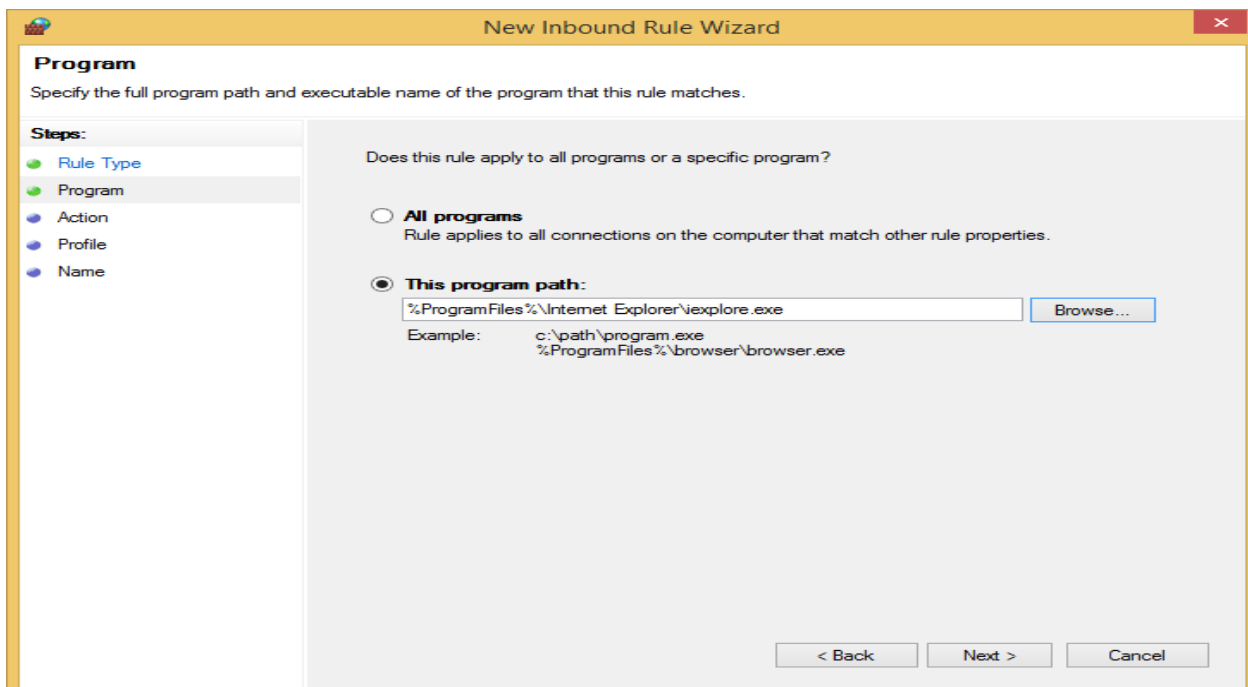 New Inbound Rule Wizard
Program
Specify the full program path and executable name of the program that this rule matches.
Steps:
Rule Type
Program
Action
Profile
Name
Does this rule apply to all programs or a specific program?
All programs
Rule applies to all connections on the computer that match other rule properties.
This program path:
%ProgramFiles%\Internet Explorer\iexplore.exe
Browse...
Example: c:\path\program.exe
%ProgramFiles%\browser\browser.exe
< Back Next > Cancel